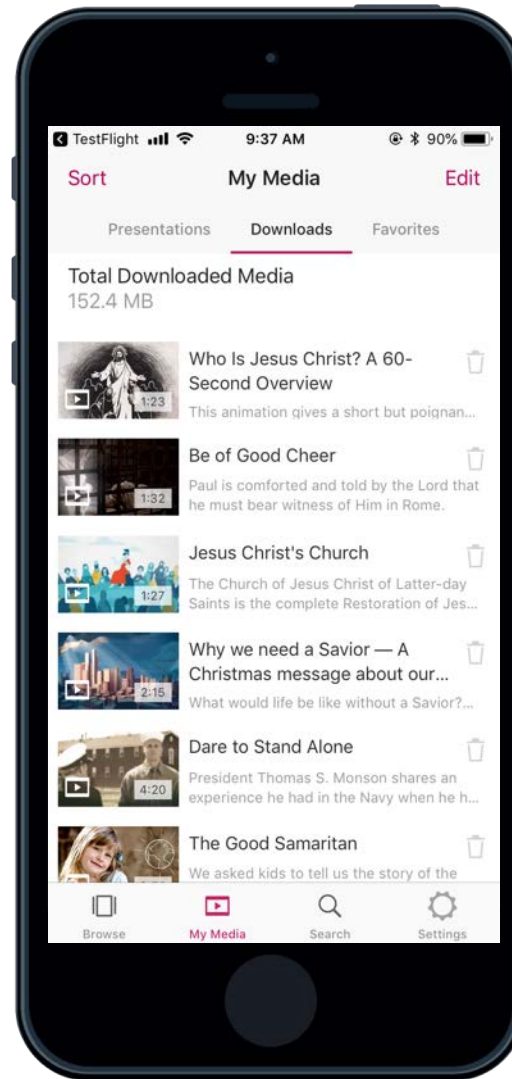 TestFlight 9:37 AM 90%
Sort My Media Edit
Presentations Downloads Favorites
Total Downloaded Media
152.4 MB
Who Is Jesus Christ? A 60-
Second Overview
1:23
This animation gives a short but poignan...
Be of Good Cheer
Paul is comforted and told by the Lord that
1:32
he must bear witness of Him in Rome.
Jesus Christ's Church
The Church of Jesus Christ of Latter-day
1:27
Saints is the complete Restoration of Jes...
Why we need a Savior — A
Christmas message about our...
2:15
What would life be like without a Savior?...
Dare to Stand Alone
President Thomas S. Monson shares an
4:20
experience he had in the Navy when he h...
The Good Samaritan
We asked kids to tell us the story of the
Browse My Media Search Settings